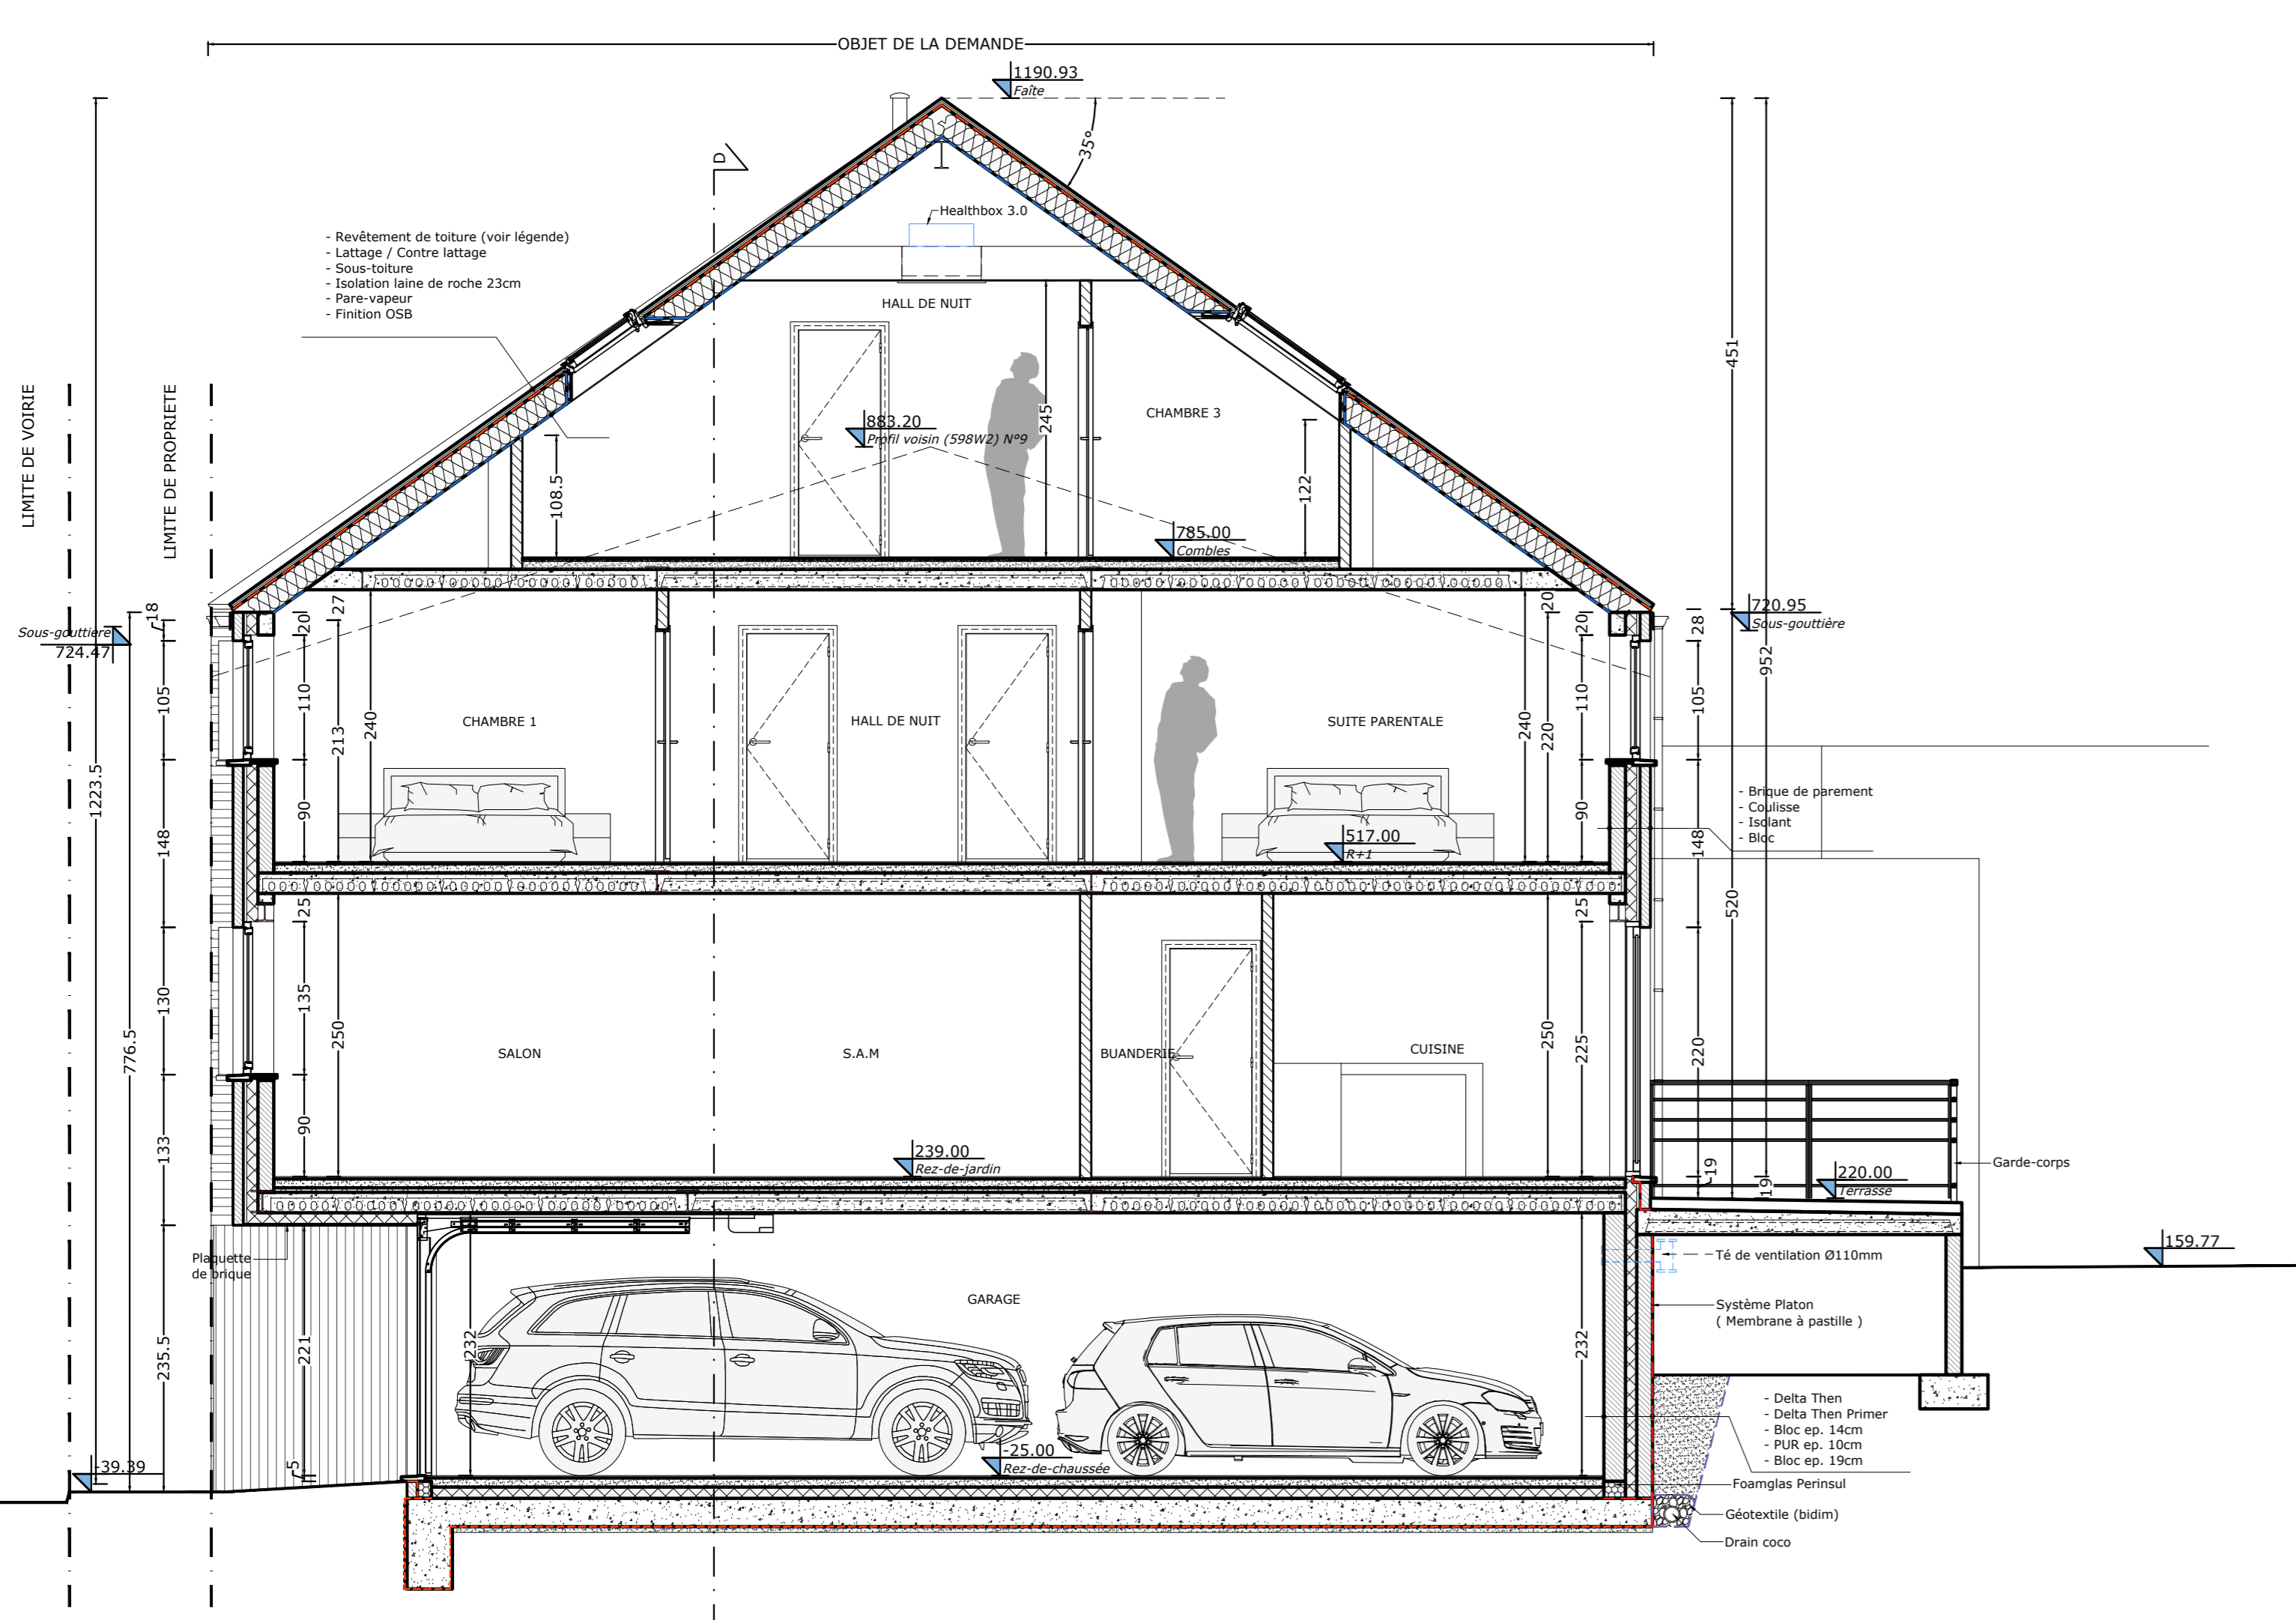 OBJET DE LA DEMANDE
1190.93
Faîte
35°
D
Healthbox 3.0
- Revêtement de toiture (voir légende)
- Lattage / Contre lattage
- Sous-toiture
- Isolation laine de roche 23cm
- Pare-vapeur
- Finition OSB
HALL DE NUIT
CHAMBRE 3
883.20
Profil voisin (598W2) N°9
245
108.5
122
785.00
Combles
451
952
LIMITE DE VOIRIE
LIMITE DE PROPRIETE
Sous-gouttière
724.47
720.95
Sous-gouttière
18
105
148
130
133
235.5
1223.5
776.5
20
110
90
27
213
240
CHAMBRE 1
HALL DE NUIT
SUITE PARENTALE
240
20
220
20
110
90
28
105
148
520
517.00
R+1
- Brique de parement
- Coulisse
- Isolant
- Bloc
25
135
90
250
SALON
S.A.M
BUANDERIE
CUISINE
250
25
225
220
19
19
239.00
Rez-de-jardin
220.00
Terrasse
Garde-corps
159.77
Plaquette
de brique
Té de ventilation Ø110mm
Système Platon
( Membrane à pastille )
GARAGE
221
5
232
232
-25.00
Rez-de-chaussée
-39.39
- Delta Then
- Delta Then Primer
- Bloc ep. 14cm
- PUR ep. 10cm
- Bloc ep. 19cm
Foamglas Perinsul
Géotextile (bidim)
Drain coco